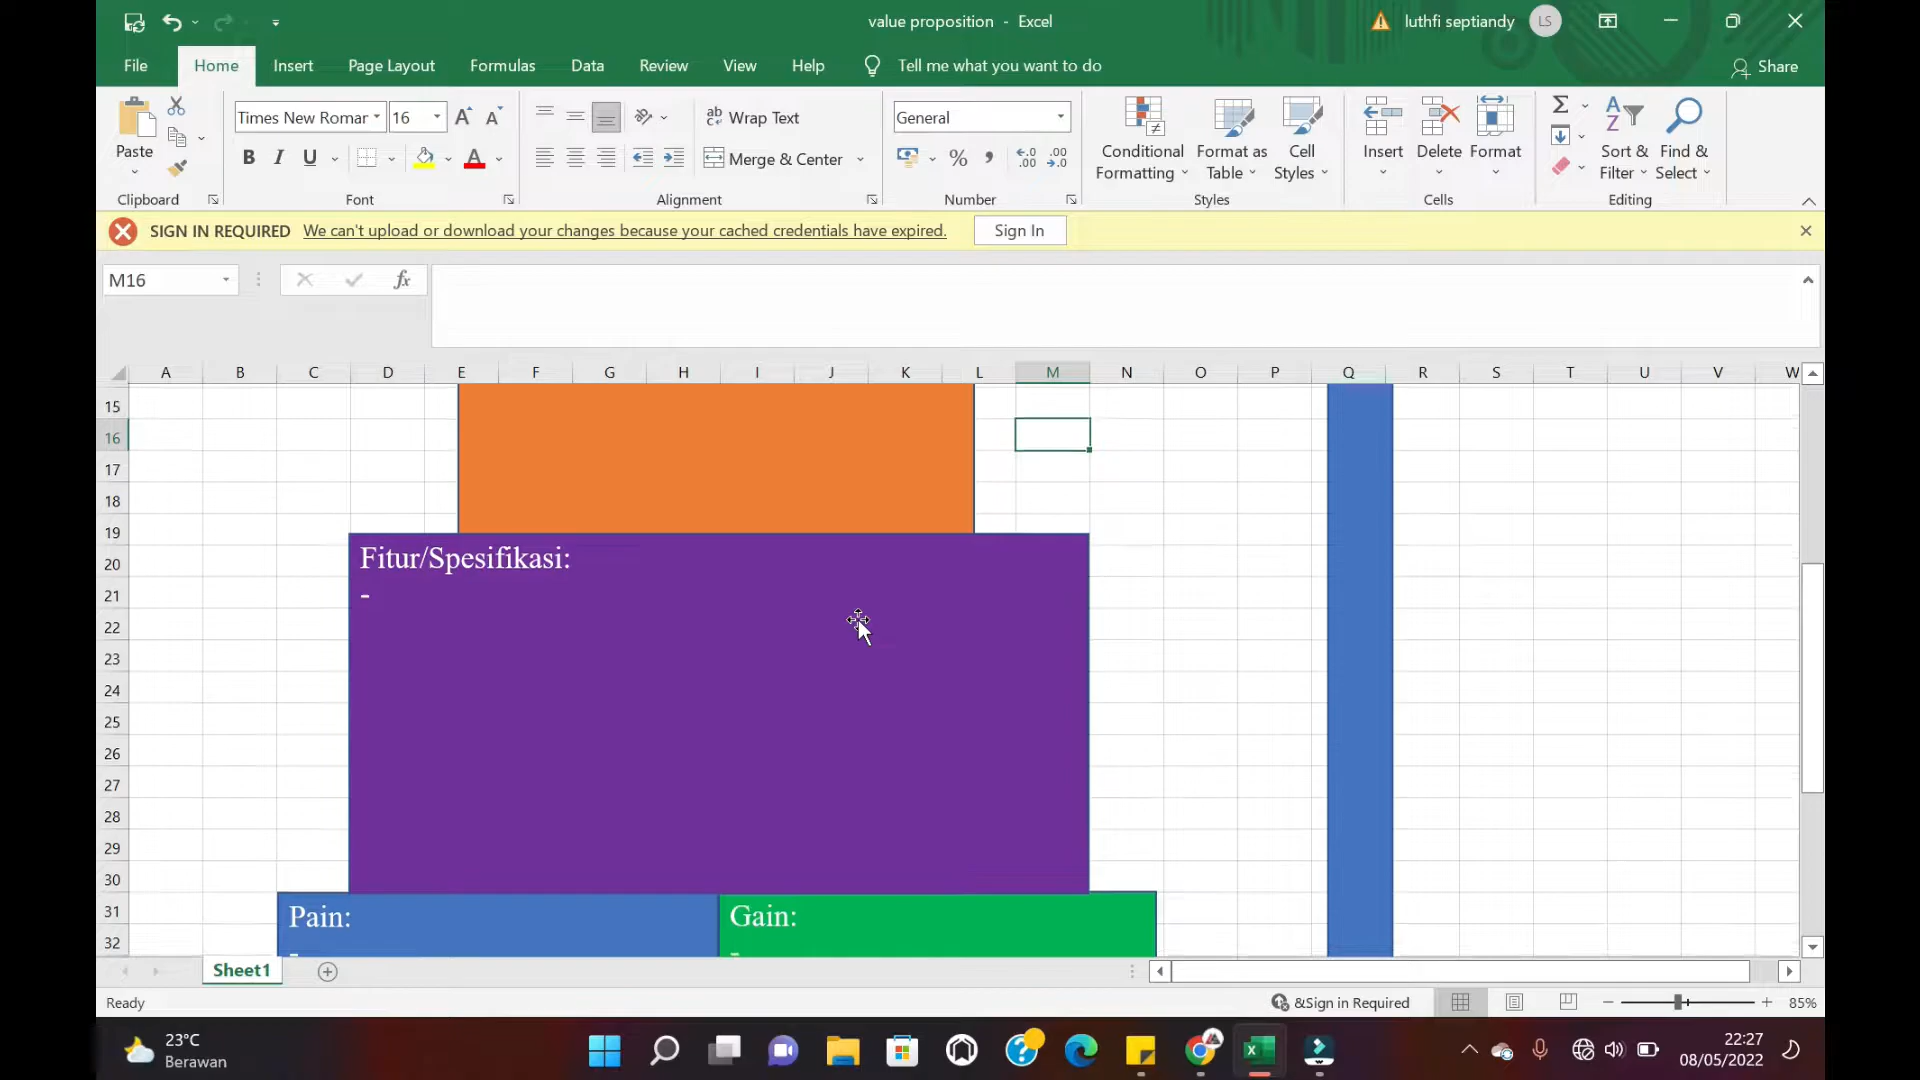 value proposition - Excel
luthfi septiandy
LS
File Home Insert Page Layout Formulas Data Review View Help Tell me what you want to do
Share
Paste
Clipboard
Times New Romar 16
B I U
Font
Wrap Text
Merge & Center
Alignment
General
Number
Conditional Formatting
Format as Table
Cell Styles
Styles
Insert Delete Format
Cells
Sort & Filter
Find & Select
Editing
SIGN IN REQUIRED We can't upload or download your changes because your cached credentials have expired. Sign In
M16
fx
A B C D E F G H I J K L M N O P Q R S T U V W
15
16
17
18
19
20
21
22
23
24
25
26
27
28
29
30
31
32
Fitur/Spesifikasi:
-
Pain:
-
Gain:
-
Sheet1
Ready
&Sign in Required
85%
23°C
Berawan
22:27
08/05/2022